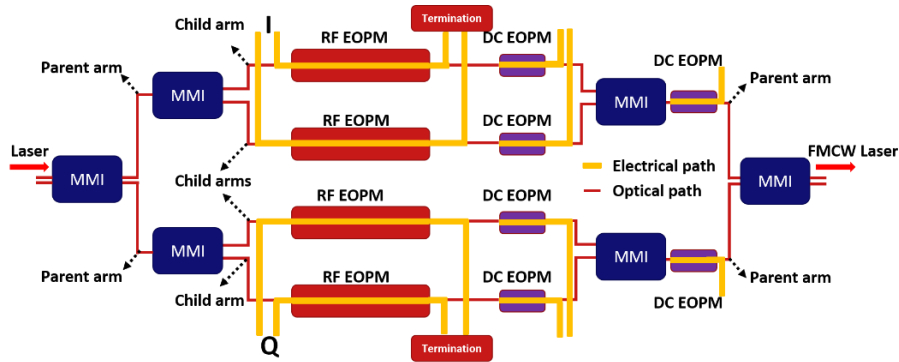 I
Termination
Child arm
RF EOPM
DC EOPM
DC EOPM
Parent arm
Parent arm
MMI
MMI
RF EOPM
DC EOPM
Laser
FMCW Laser
MMI
Electrical path
MMI
Child arms
Optical path
RF EOPM
DC EOPM
MMI
MMI
Parent arm
Parent arm
Child arm
RF EOPM
DC EOPM
DC EOPM
Q
Termination